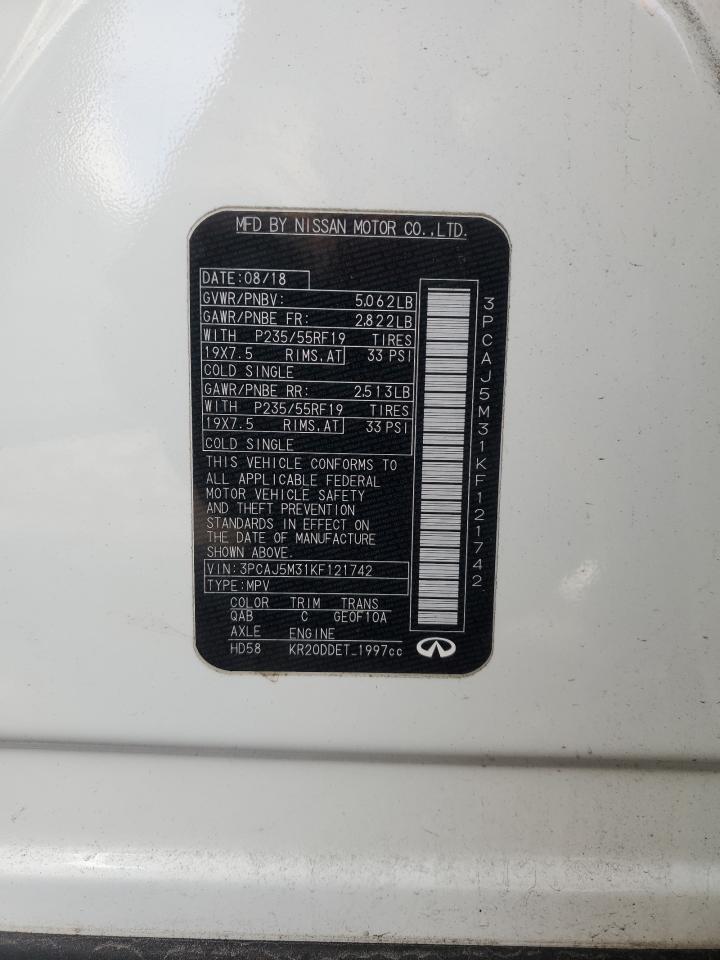 MFD BY NISSAN MOTOR CO.,LTD.
DATE:08/18
GVWR/PNBV: 5.062LB
GAWR/PNBE FR: 2.822LB
WITH P235/55RF19 TIRES
19X7.5 RIMS,AT 33 PSI
COLD SINGLE
GAWR/PNBE RR: 2.513LB
WITH P235/55RF19 TIRES
19X7.5 RIMS,AT 33 PSI
COLD SINGLE
THIS VEHICLE CONFORMS TO
ALL APPLICABLE FEDERAL
MOTOR VEHICLE SAFETY
AND THEFT PREVENTION
STANDARDS IN EFFECT ON
THE DATE OF MANUFACTURE
SHOWN ABOVE
VIN:3PCAJ5M31KF121742
TYPE:MPV
COLOR TRIM TRANS
QAB C GE0F10A
AXLE ENGINE
HD58 KR20DDET_1997cc
3PCAJ5M31KF121742